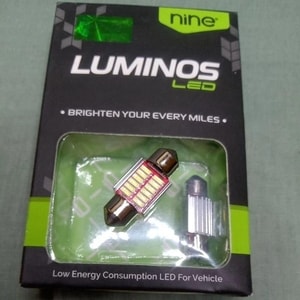 nine®
LUMINOS
LED
• BRIGHTEN YOUR EVERY MILES •
Low Energy Consumption LED For Vehicle